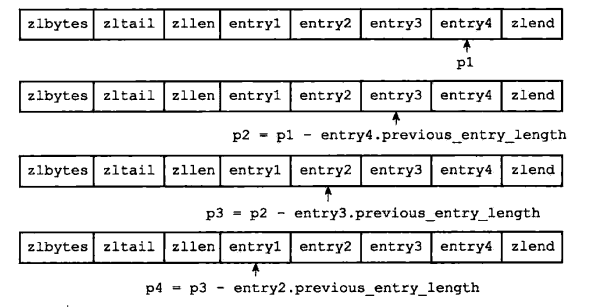 zlbytes zltail zllen entry1 entry2 entry3 entry4 zlend
p1
zlbytes zltail zllen entry1 entry2 entry3 entry4 zlend
p2 = p1 - entry4.previous_entry_length
zlbytes zltail zllen entry1 entry2 entry3 entry4 zlend
p3 = p2 - entry3.previous_entry_length
zlbytes zltail zllen entry1 entry2 entry3 entry4 zlend
p4 = p3 - entry2.previous_entry_length